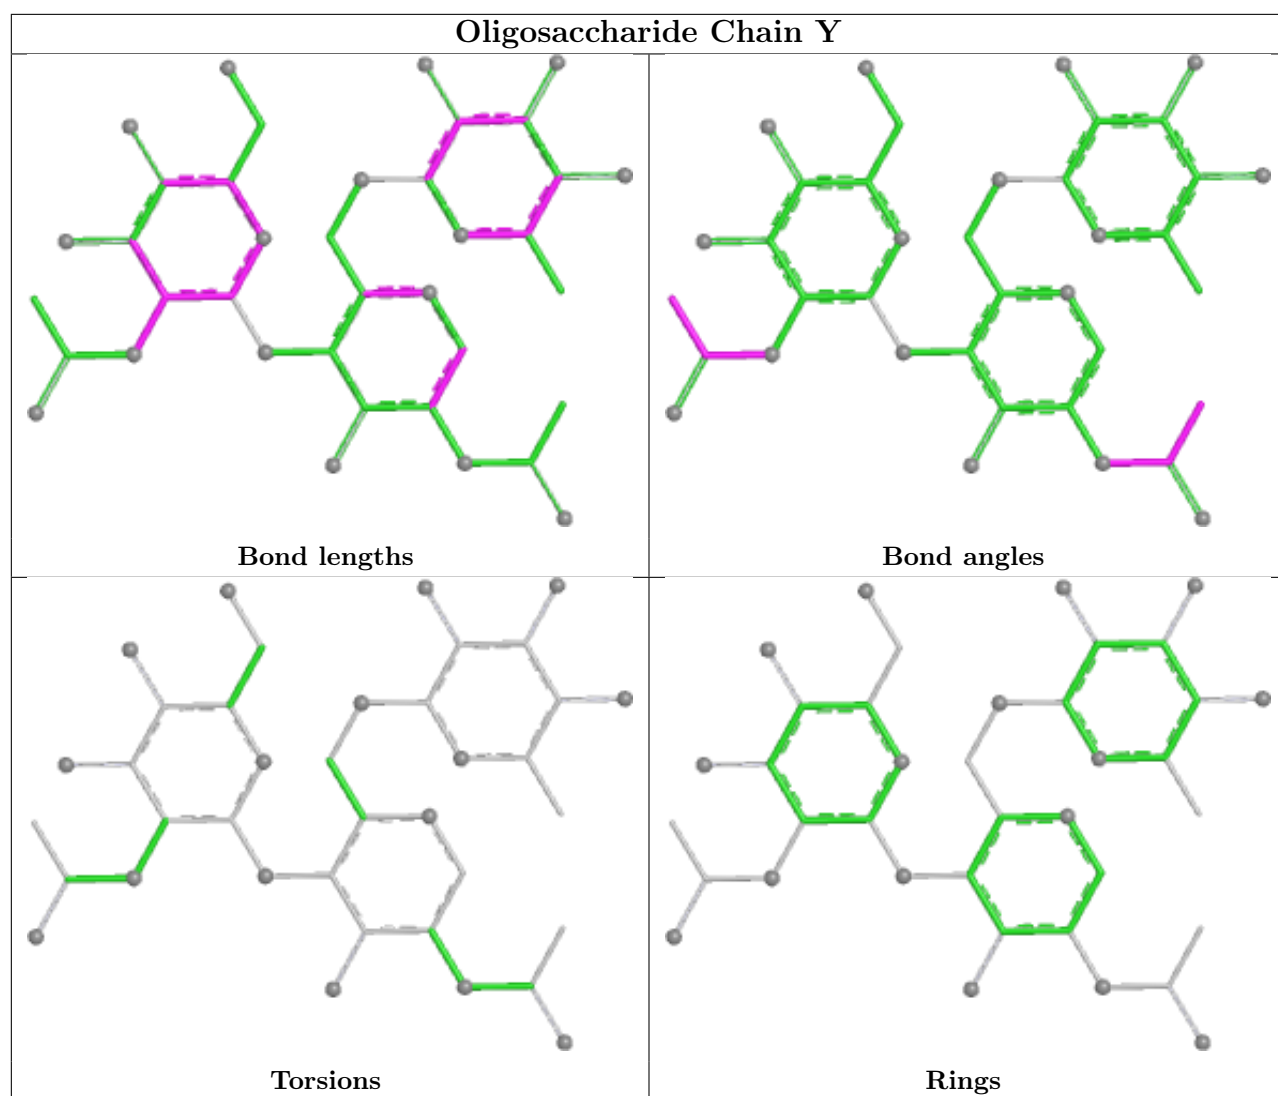 Oligosaccharide Chain Y
Bond lengths
Bond angles
Torsions
Rings